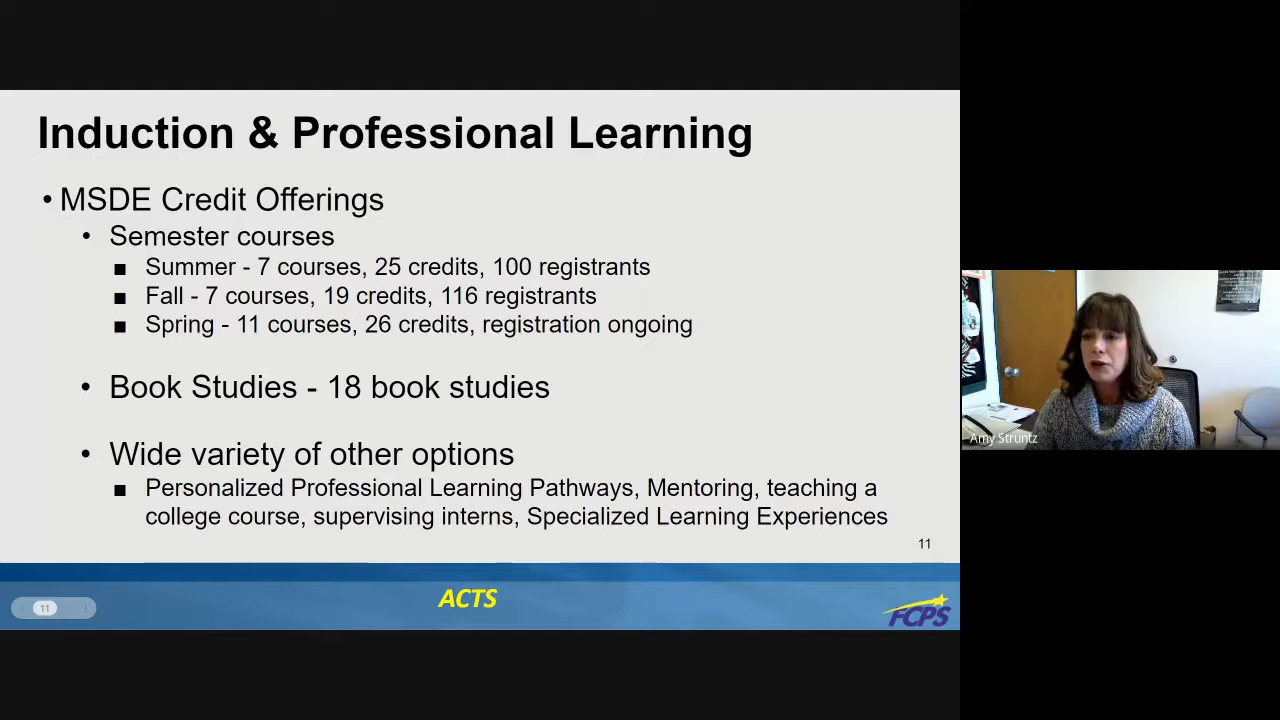 Induction & Professional Learning
• MSDE Credit Offerings
• Semester courses
■ Summer - 7 courses, 25 credits, 100 registrants
■ Fall - 7 courses, 19 credits, 116 registrants
■ Spring - 11 courses, 26 credits, registration ongoing
• Book Studies - 18 book studies
• Wide variety of other options
■ Personalized Professional Learning Pathways, Mentoring, teaching a
college course, supervising interns, Specialized Learning Experiences
11
ACTS
11
FCPS
Amy Struntz